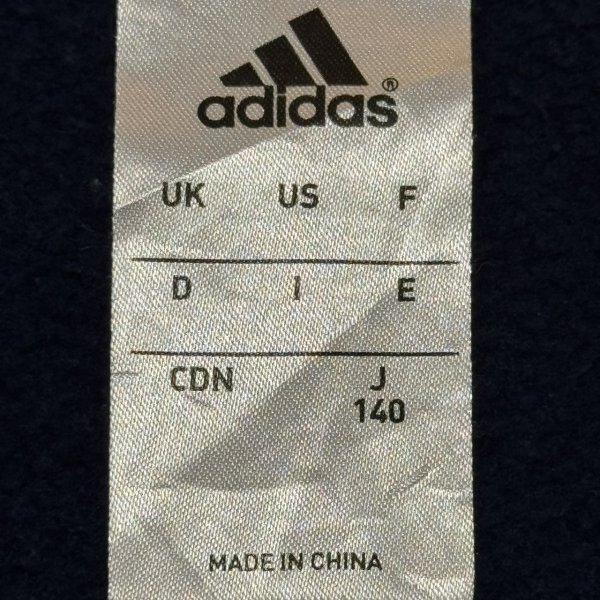 adidas®
UK US F
D I E
CDN J
140
MADE IN CHINA